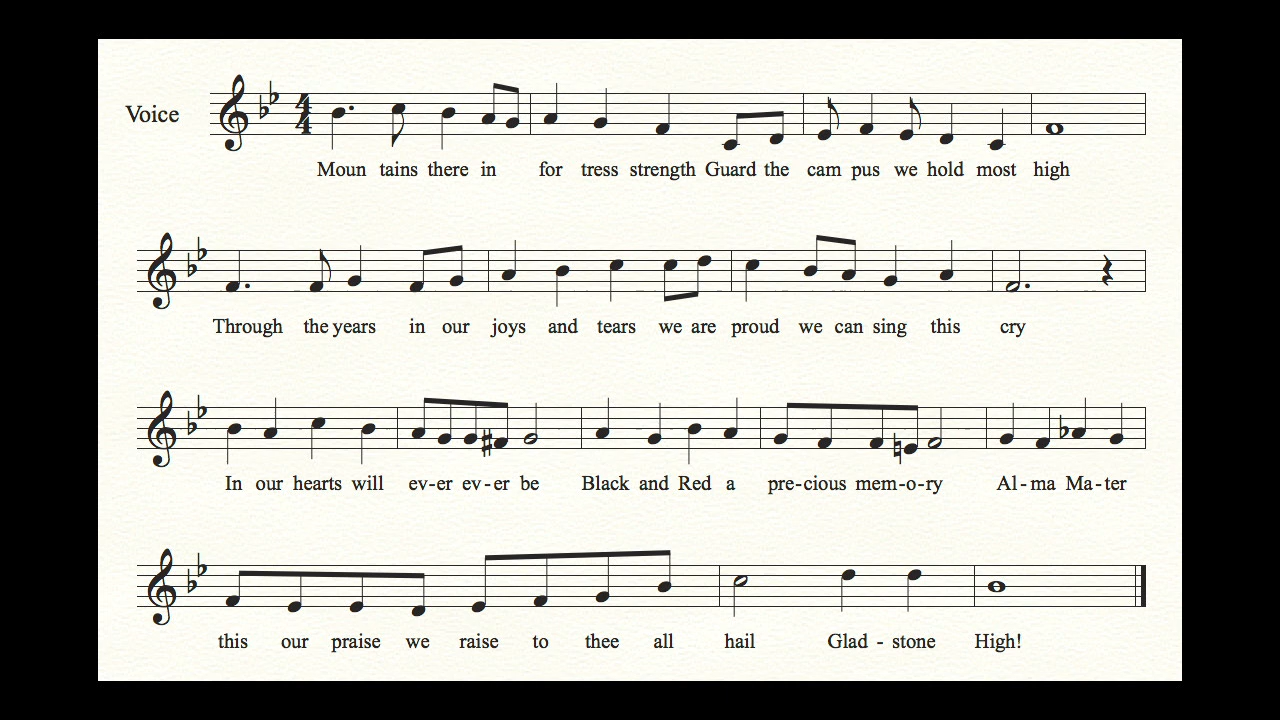 Voice
4
4
Moun tains there in for tress strength Guard the cam pus we hold most high
Through the years in our joys and tears we are proud we can sing this cry
In our hearts will ev-er ev-er be Black and Red a pre-cious mem-o-ry Al-ma Ma-ter
this our praise we raise to thee all hail Glad - stone High!